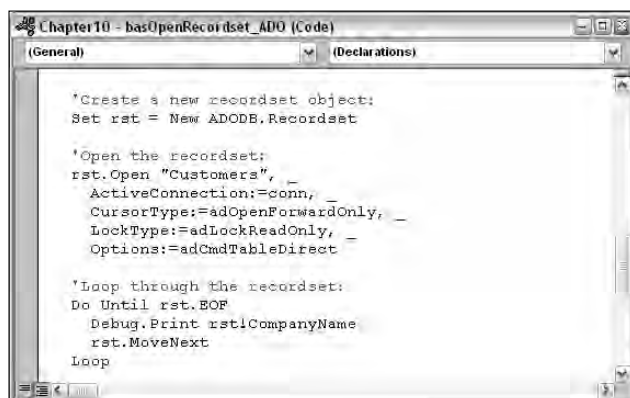 Chapter10 - basOpenRecordset_ADO (Code)
(General) (Declarations)
'Create a new recordset object:
Set rst = New ADODB.Recordset
'Open the recordset:
rst.Open "Customers", _
ActiveConnection:=conn, _
CursorType:=adOpenForwardOnly, _
LockType:=adLockReadOnly, _
Options:=adCmdTableDirect
'Loop through the recordset:
Do Until rst.EOF
Debug.Print rst!CompanyName
rst.MoveNext
Loop